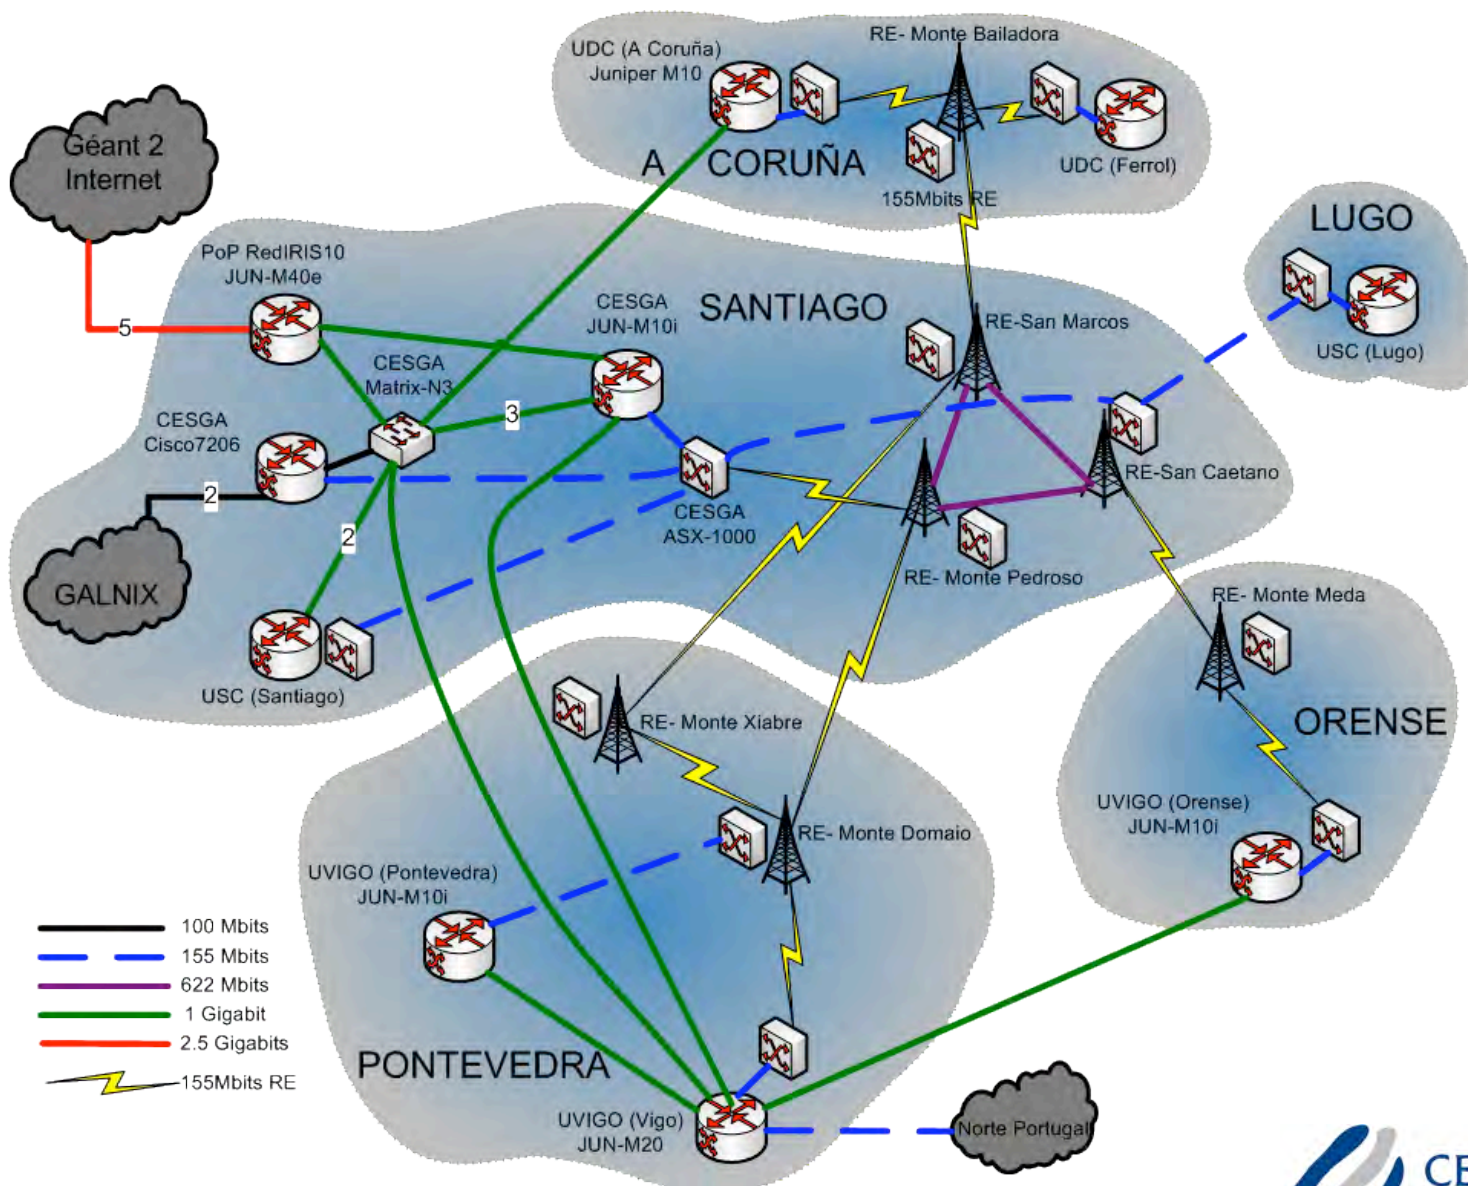 RE- Monte Bailadora
UDC (A Coruña)
Juniper M10
UDC (Ferrol)
A CORUÑA
155Mbits RE
Géant 2
Internet
LUGO
USC (Lugo)
PoP RedIRIS10
JUN-M40e
5
CESGA
JUN-M10i
SANTIAGO
RE-San Marcos
CESGA
Matrix-N3
3
CESGA
Cisco7206
2
2
GALNIX
CESGA
ASX-1000
RE-San Caetano
RE- Monte Pedroso
USC (Santiago)
RE- Monte Meda
ORENSE
UVIGO (Orense)
JUN-M10i
RE- Monte Xiabre
RE- Monte Domaio
UVIGO (Pontevedra)
JUN-M10i
PONTEVEDRA
UVIGO (Vigo)
JUN-M20
Norte Portugal
100 Mbits
155 Mbits
622 Mbits
1 Gigabit
2.5 Gigabits
155Mbits RE
CE